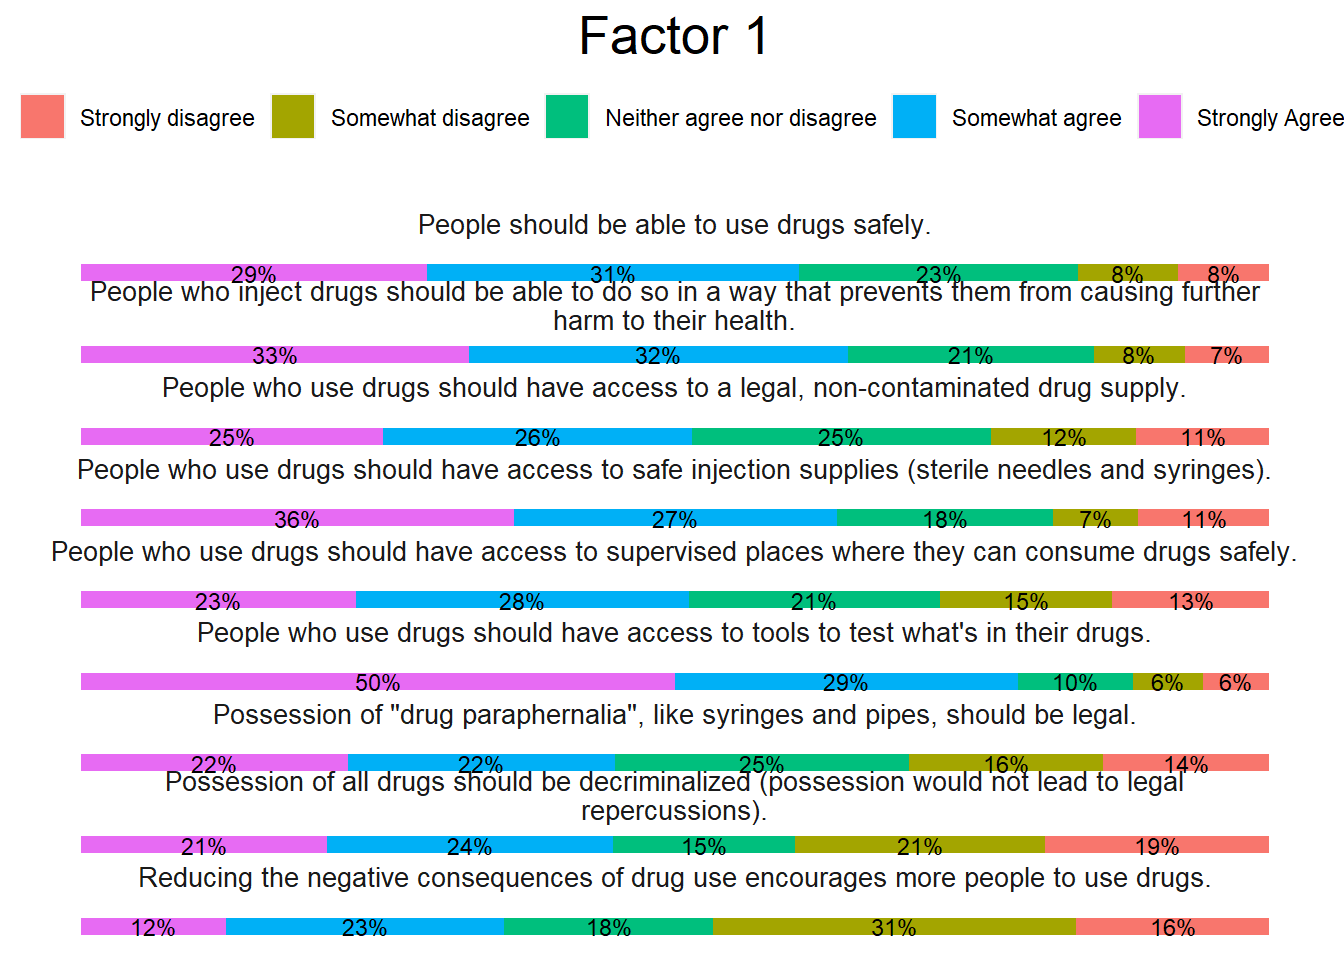 Factor 1
Strongly disagree Somewhat disagree Neither agree nor disagree Somewhat agree Strongly Agree
People should be able to use drugs safely.
29% 31% 23% 8% 8%
People who inject drugs should be able to do so in a way that prevents them from causing further
harm to their health.
33% 32% 21% 8% 7%
People who use drugs should have access to a legal, non-contaminated drug supply.
25% 26% 25% 12% 11%
People who use drugs should have access to safe injection supplies (sterile needles and syringes).
36% 27% 18% 7% 11%
People who use drugs should have access to supervised places where they can consume drugs safely.
23% 28% 21% 15% 13%
People who use drugs should have access to tools to test what's in their drugs.
50% 29% 10% 6% 6%
Possession of "drug paraphernalia", like syringes and pipes, should be legal.
22% 22% 25% 16% 14%
Possession of all drugs should be decriminalized (possession would not lead to legal
repercussions).
21% 24% 15% 21% 19%
Reducing the negative consequences of drug use encourages more people to use drugs.
12% 23% 18% 31% 16%